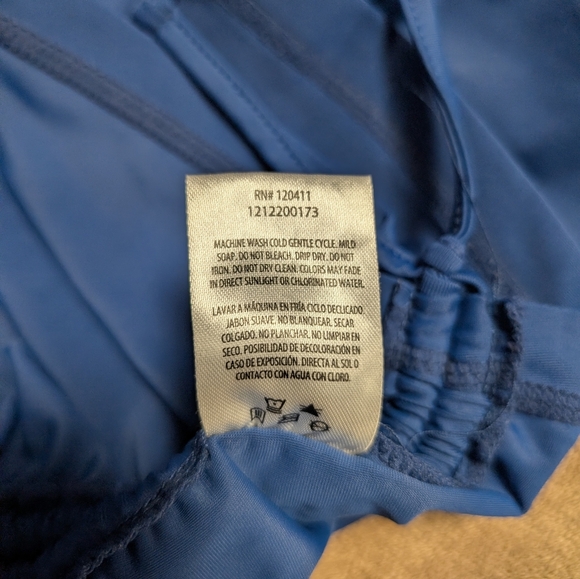 RN# 120411
1212200173
MACHINE WASH COLD GENTLE CYCLE. MILD
SOAP. DO NOT BLEACH. DRIP DRY. DO NOT
IRON. DO NOT DRY CLEAN. COLORS MAY FADE
IN DIRECT SUNLIGHT OR CHLORINATED WATER.
LAVAR A MÁQUINA EN FRÍA CICLO DECLICADO.
JABON SUAVE. NO BLANQUEAR. SECAR
COLGADO. NO PLANCHAR. NO LIMPIAR EN
SECO. POSIBILIDAD DE DECOLORACIÓN EN
CASO DE EXPOSICIÓN. DIRECTA AL SOL O
CONTACTO CON AGUA CON CLORO.